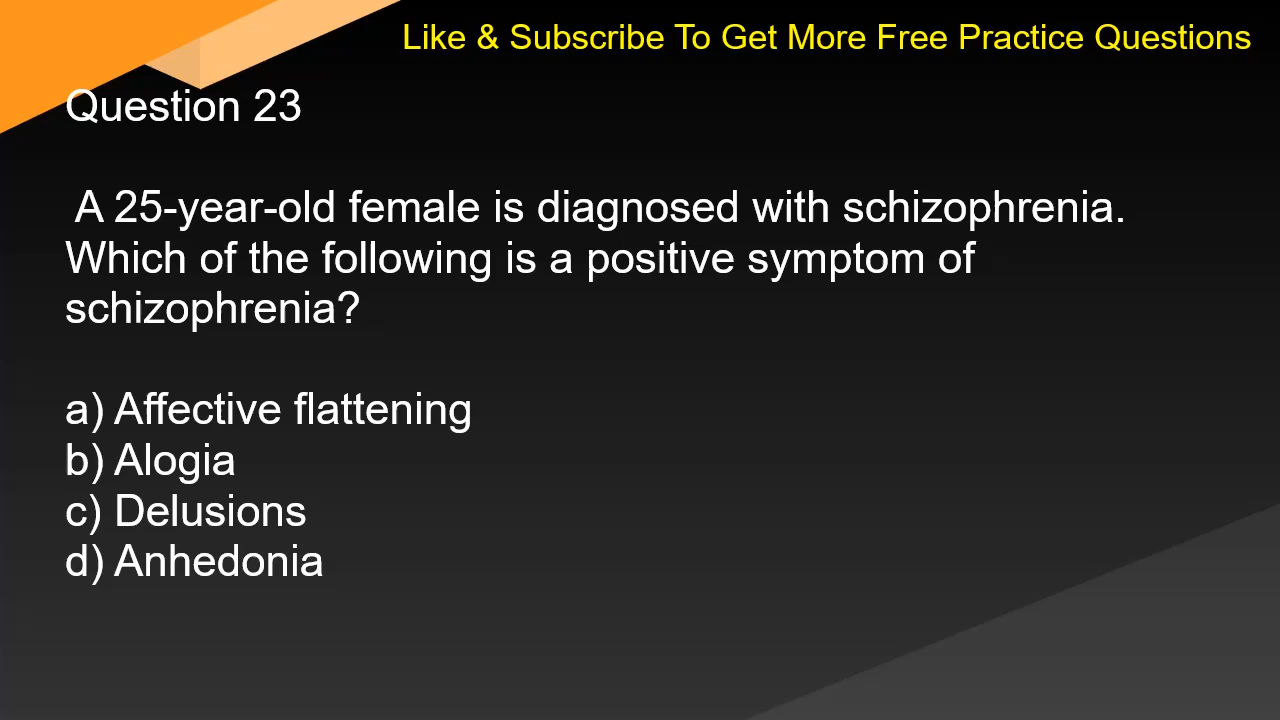 Like & Subscribe To Get More Free Practice Questions
Question 23
A 25-year-old female is diagnosed with schizophrenia.
Which of the following is a positive symptom of
schizophrenia?
a) Affective flattening
b) Alogia
c) Delusions
d) Anhedonia